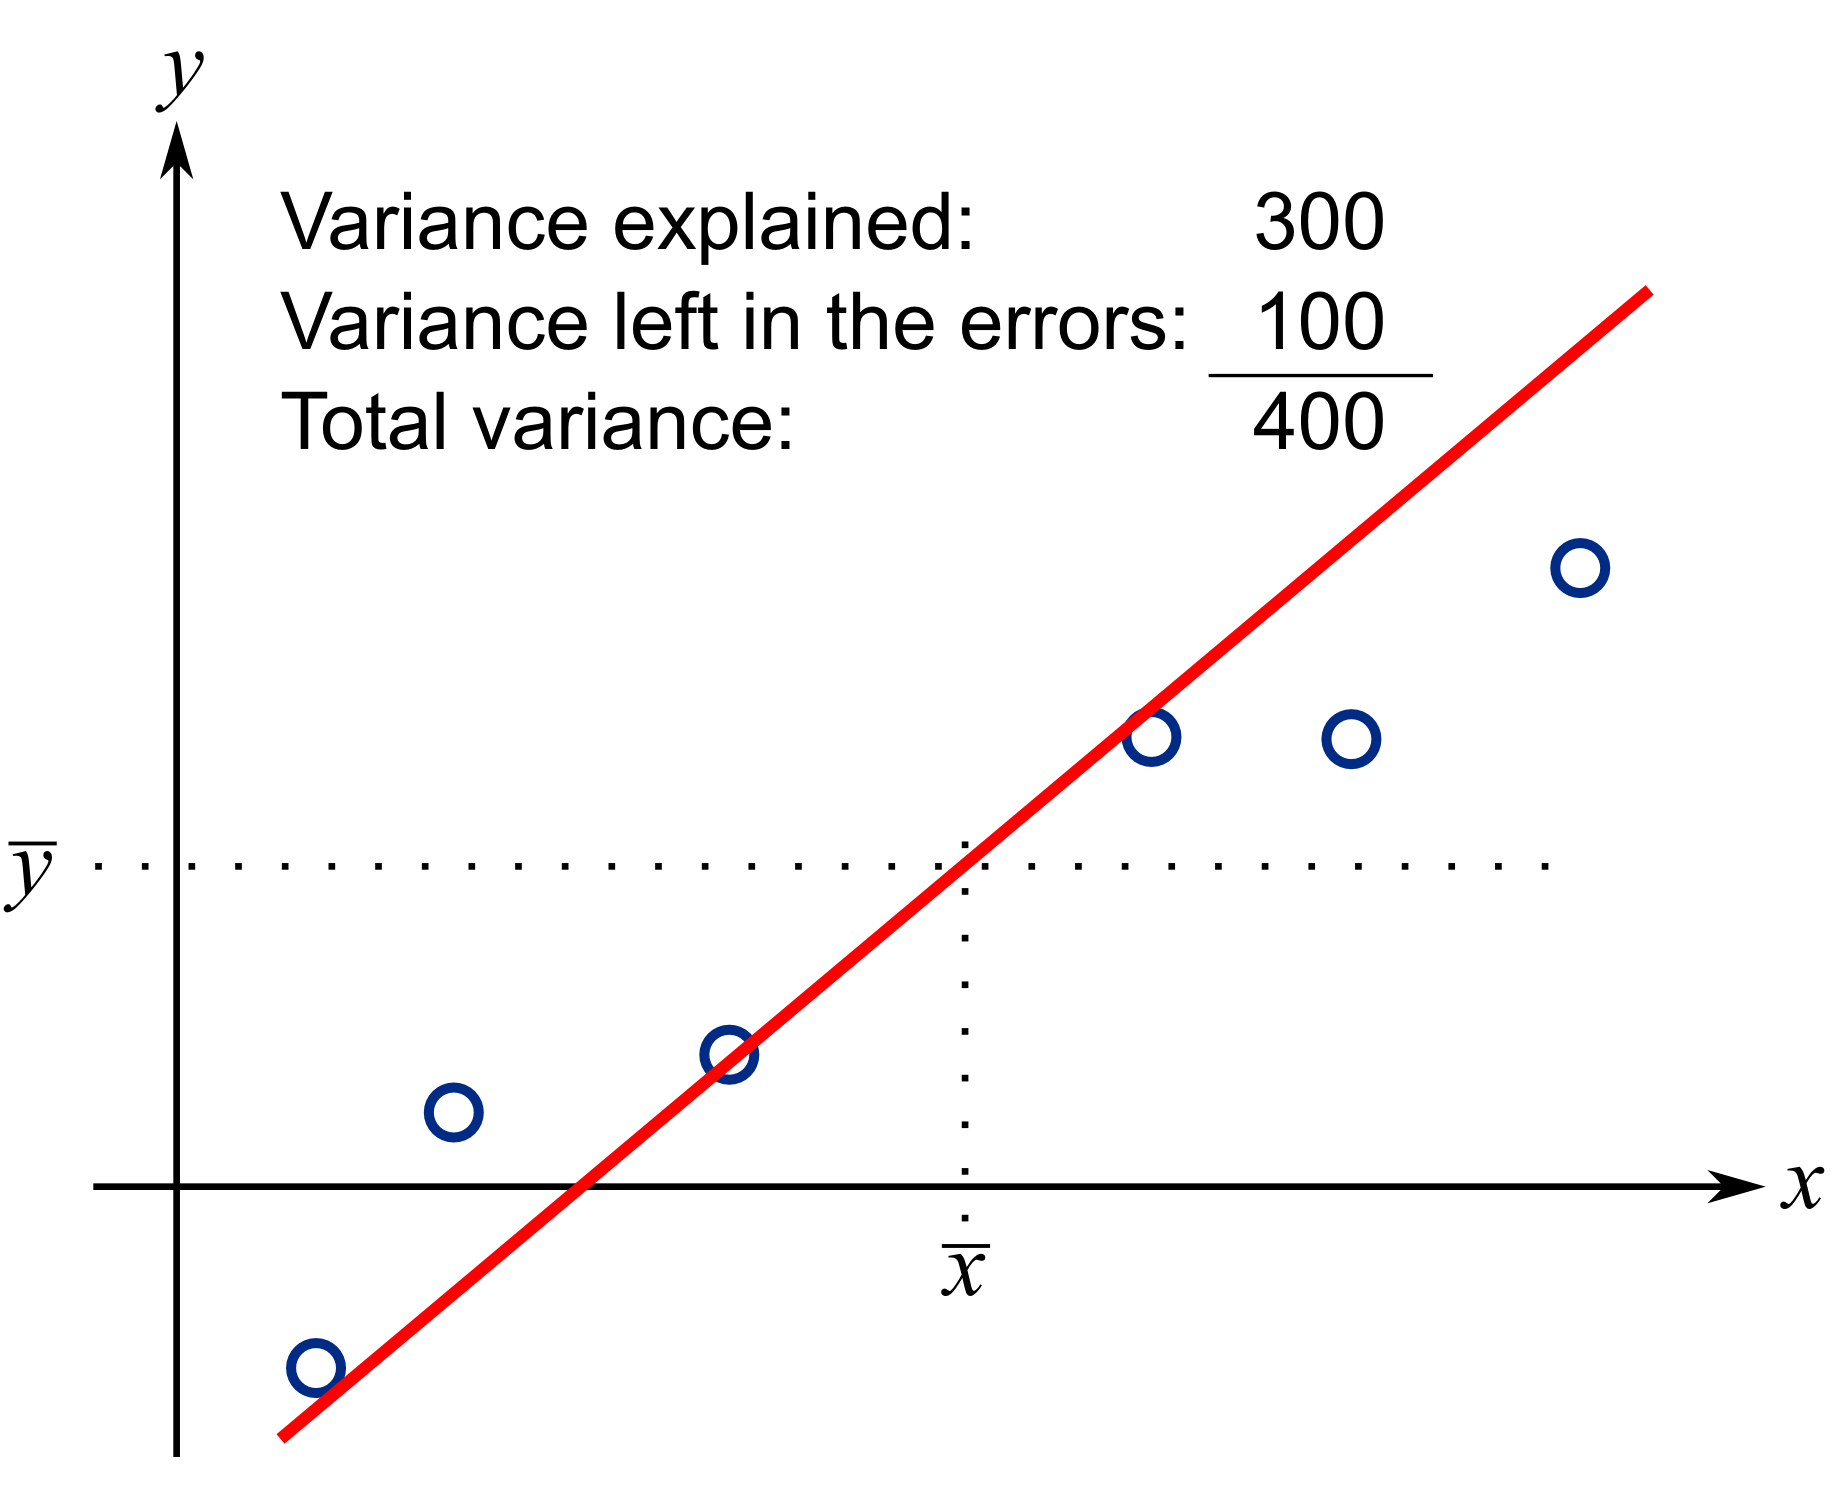 y
Variance explained: 300
Variance left in the errors: 100
Total variance: 400
y̅
x
x̅